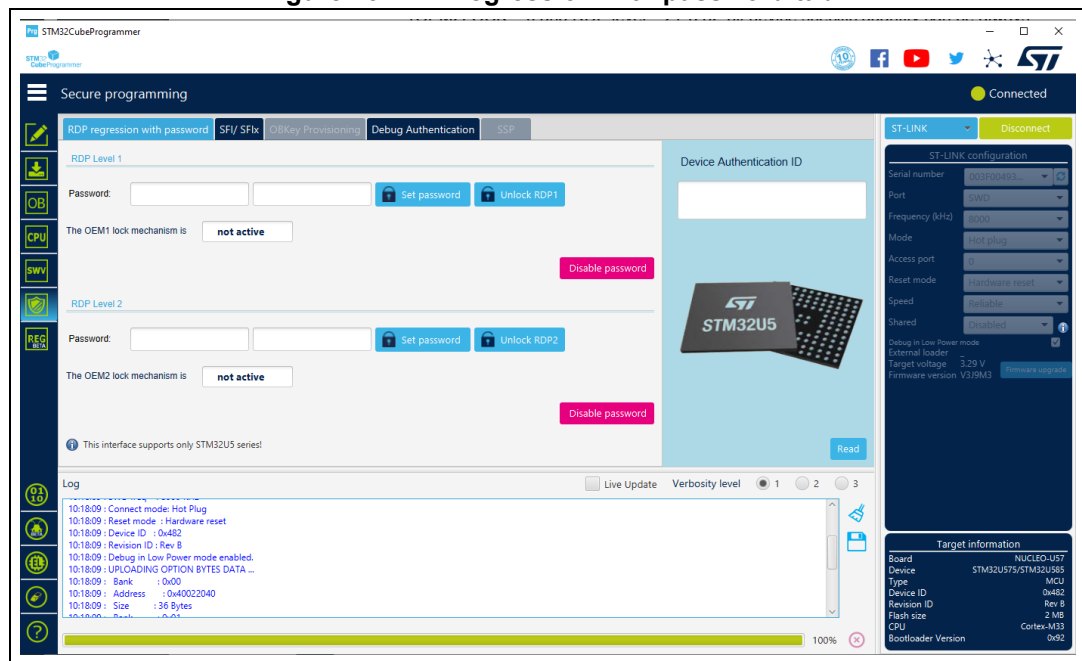 STM32CubeProgrammer
STM32
CubeProgrammer
Secure programming
Connected
RDP regression with password SFI/ SFIx OBKey Provisioning Debug Authentication SSP
RDP Level 1
Password:
Set password
Unlock RDP1
The OEM1 lock mechanism is not active
Disable password
RDP Level 2
Password:
Set password
Unlock RDP2
The OEM2 lock mechanism is not active
Disable password
This interface supports only STM32U5 series!
Device Authentication ID
STM32U5
Read
ST-LINK
Disconnect
ST-LINK configuration
Serial number 003F00493...
Port SWD
Frequency (kHz) 8000
Mode Hot plug
Access port 0
Reset mode Hardware reset
Speed Reliable
Shared Disabled
Debug in Low Power mode
External loader _
Target voltage 3.29 V
Firmware version V3J9M3
Firmware upgrade
OB
CPU
SWV
REG
BETA
Log
Live Update Verbosity level 1 2 3
10:18:09 : Connect mode: Hot Plug
10:18:09 : Reset mode : Hardware reset
10:18:09 : Device ID : 0x482
10:18:09 : Revision ID : Rev B
10:18:09 : Debug in Low Power mode enabled.
10:18:09 : UPLOADING OPTION BYTES DATA ...
10:18:09 : Bank : 0x00
10:18:09 : Address : 0x40022040
10:18:09 : Size : 36 Bytes
100%
Target information
Board NUCLEO-U57
Device STM32U575/STM32U585
Type MCU
Device ID 0x482
Revision ID Rev B
Flash size 2 MB
CPU Cortex-M33
Bootloader Version 0x92